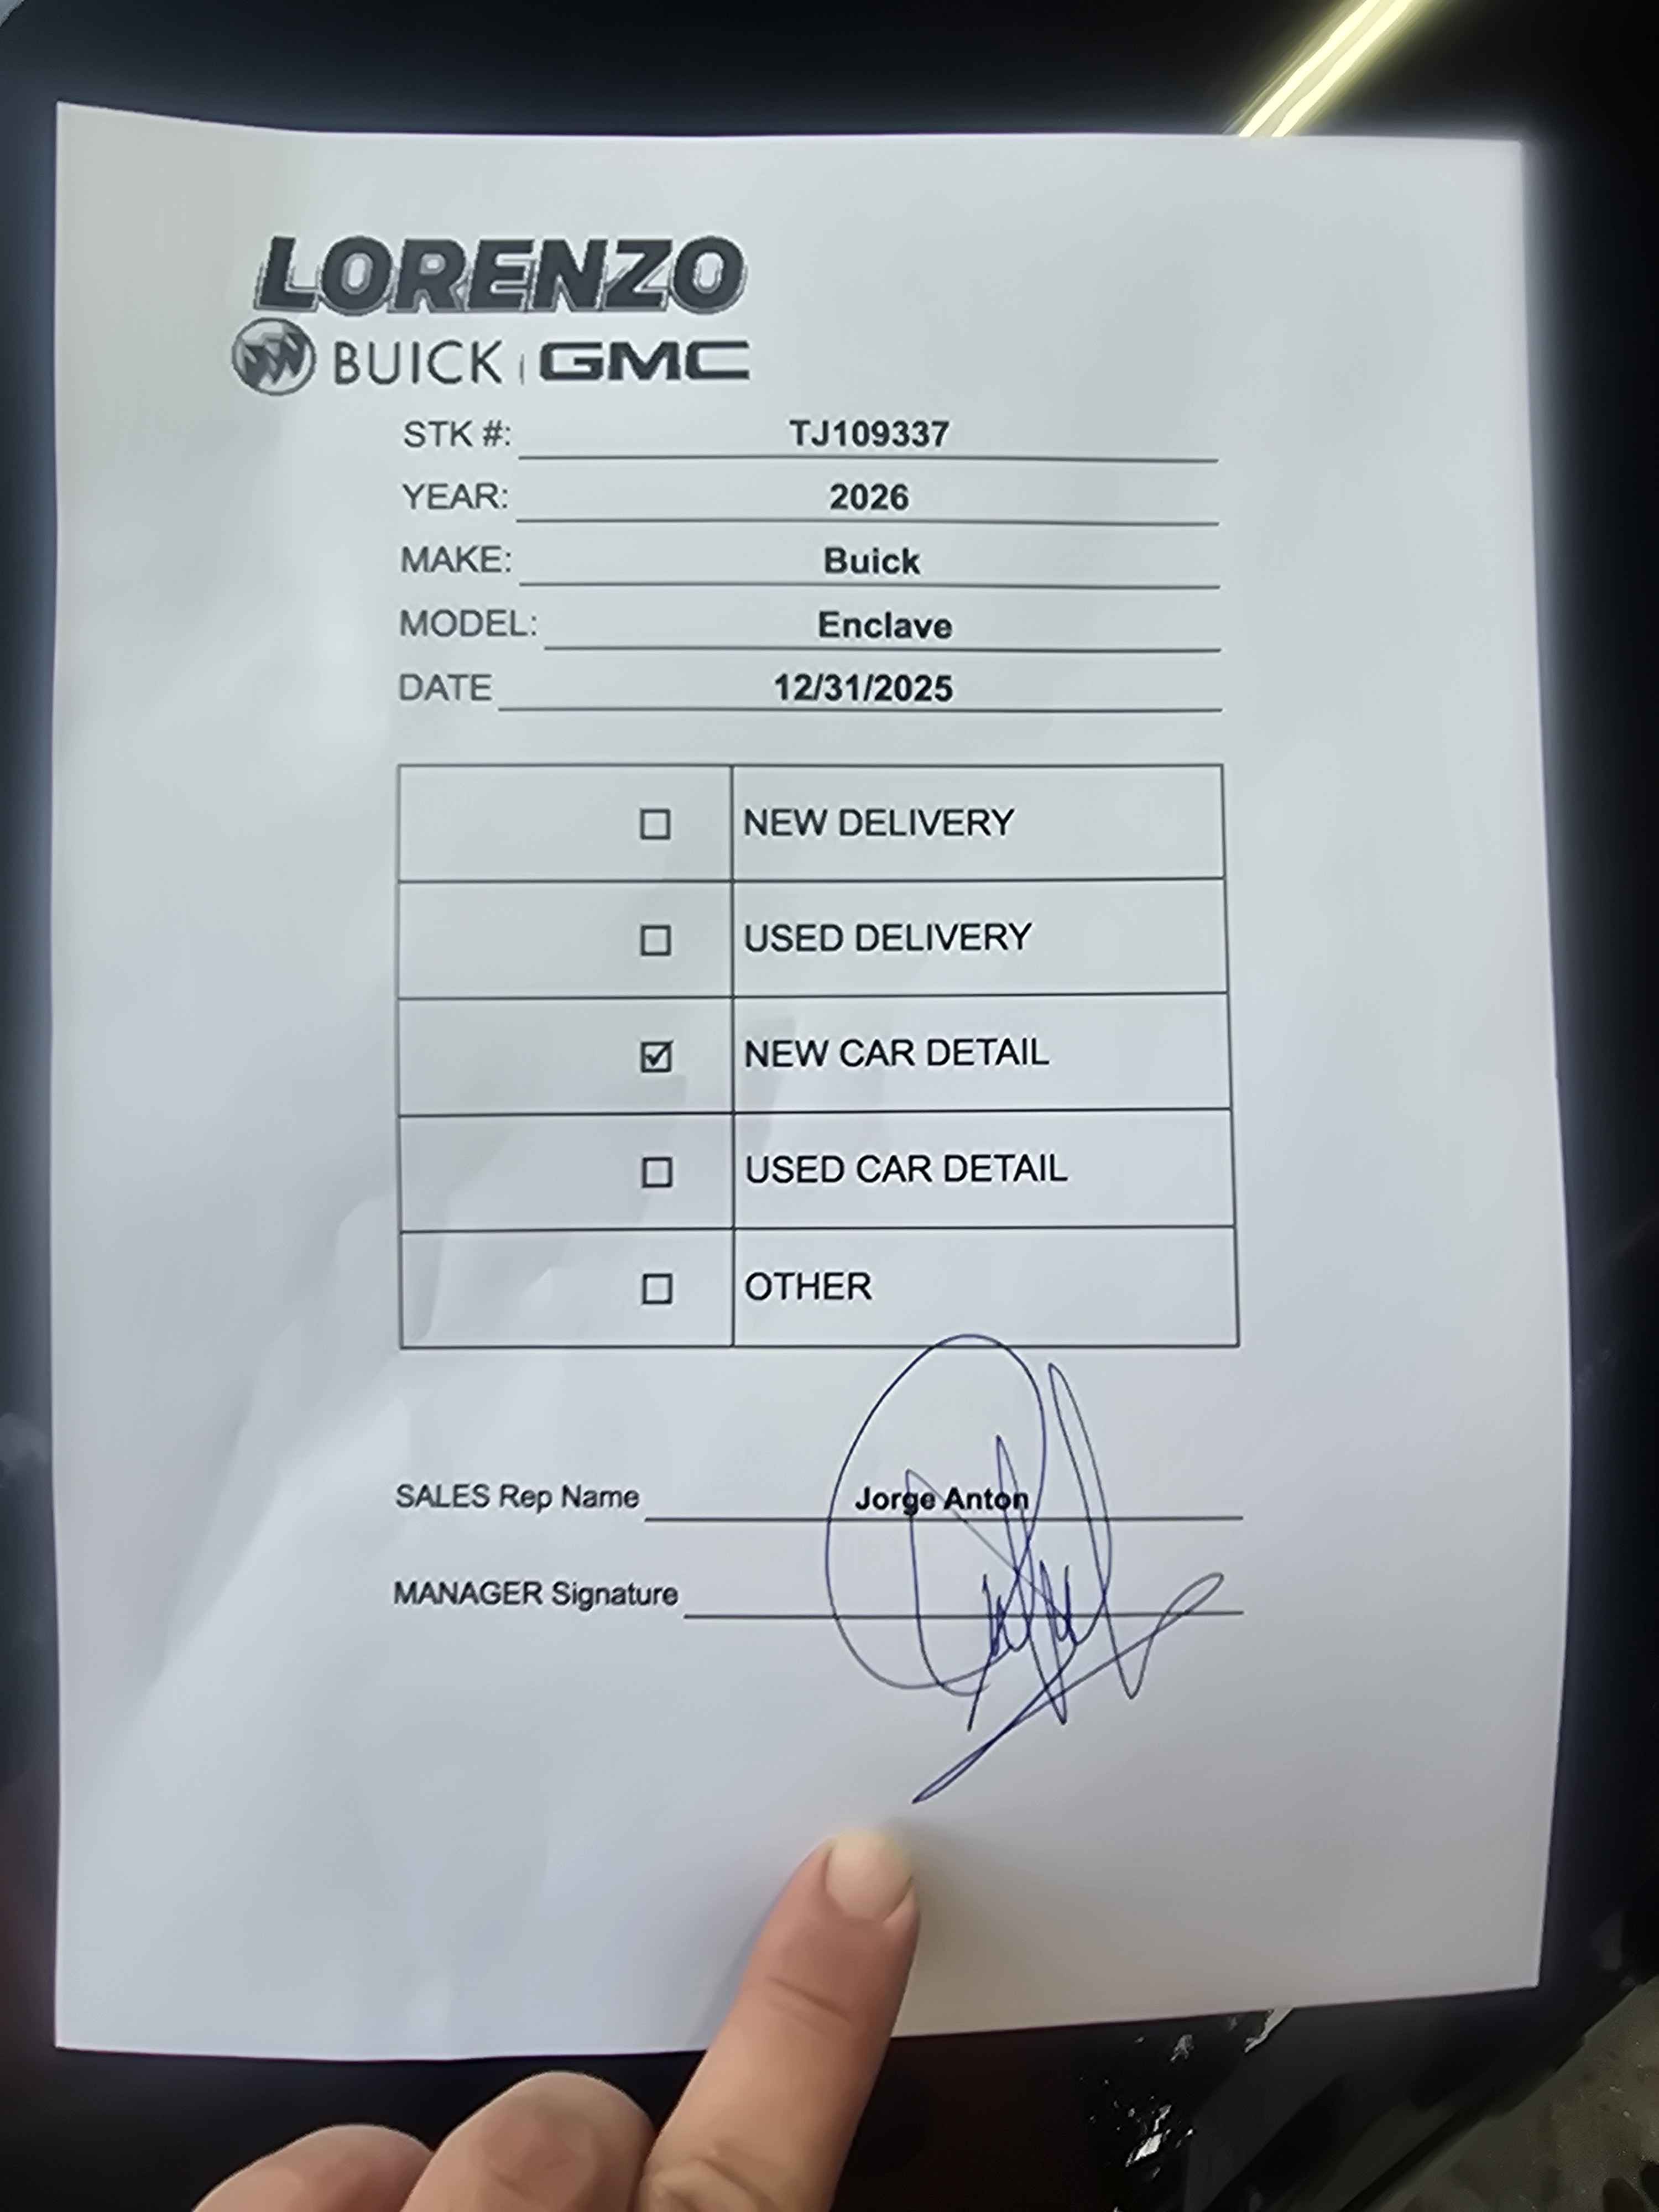 LORENZO
BUICK | GMC
STK #: TJ109337
YEAR: 2026
MAKE: Buick
MODEL: Enclave
DATE 12/31/2025
☐ NEW DELIVERY
☐ USED DELIVERY
☑ NEW CAR DETAIL
☐ USED CAR DETAIL
☐ OTHER
SALES Rep Name Jorge Anton
MANAGER Signature